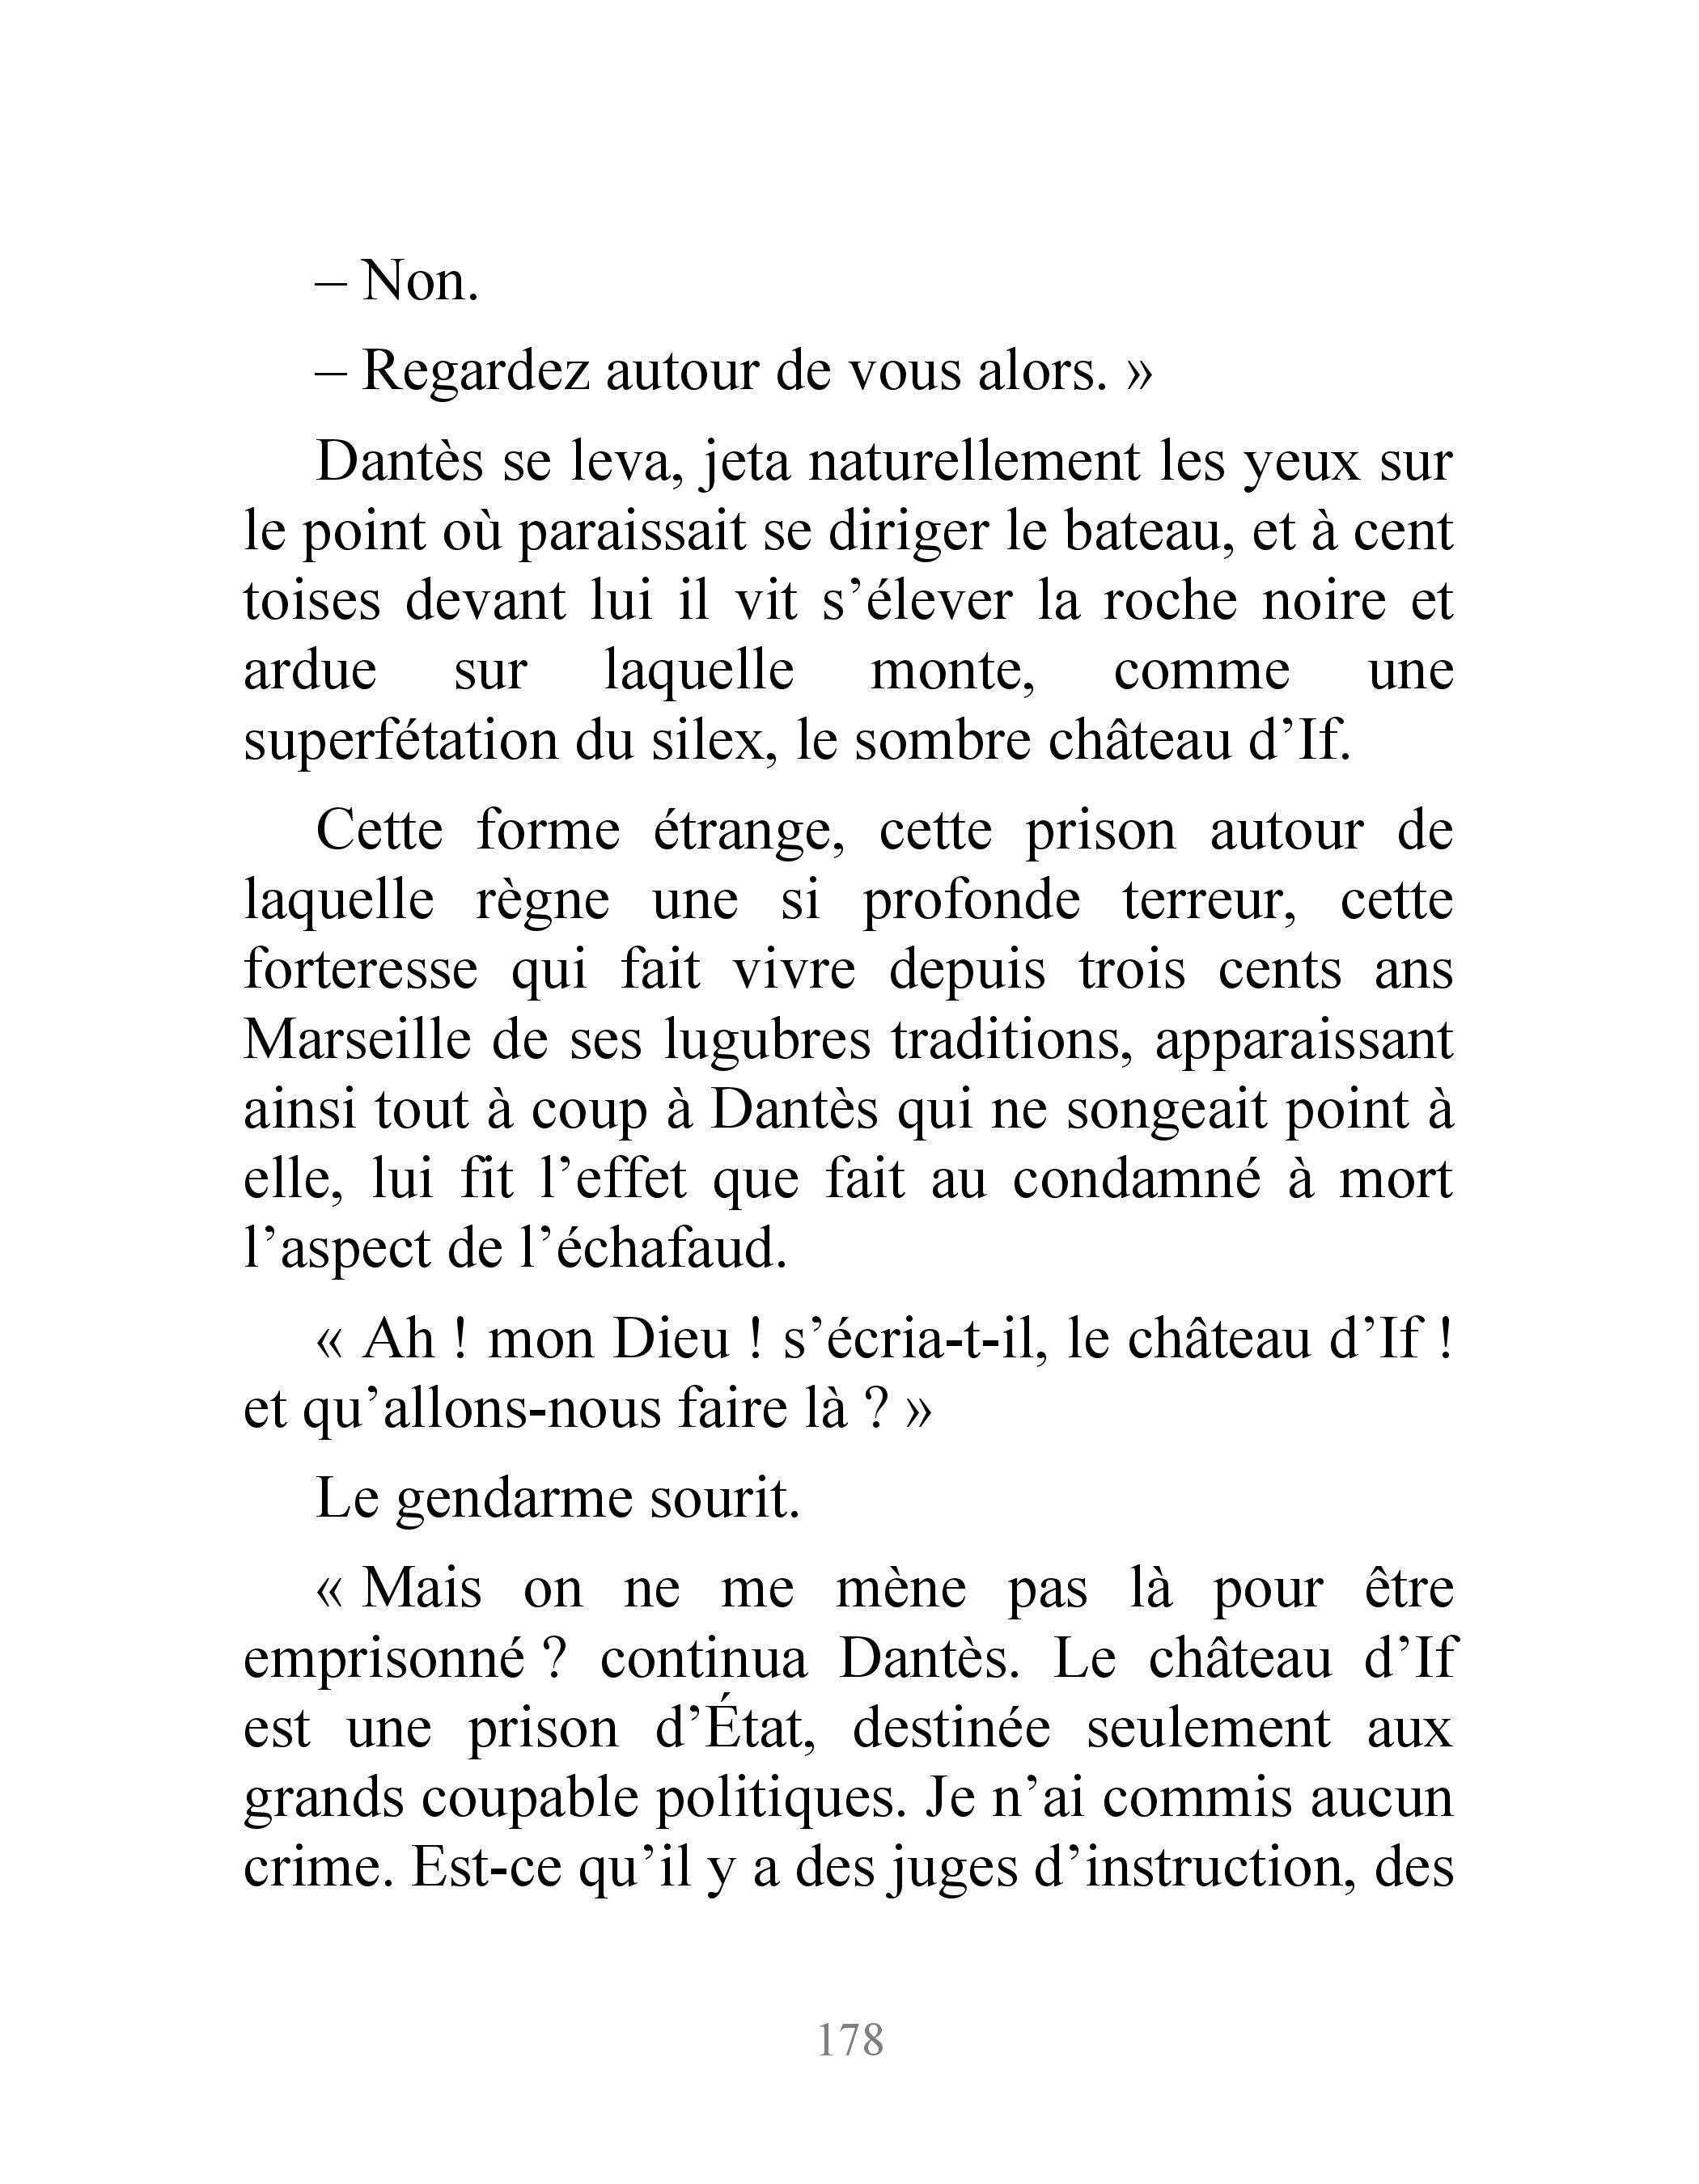 – Non.
– Regardez autour de vous alors. »
Dantès se leva, jeta naturellement les yeux sur
le point où paraissait se diriger le bateau, et à cent
toises devant lui il vit s’élever la roche noire et
ardue sur laquelle monte, comme une
superfétation du silex, le sombre château d’If.
Cette forme étrange, cette prison autour de
laquelle règne une si profonde terreur, cette
forteresse qui fait vivre depuis trois cents ans
Marseille de ses lugubres traditions, apparaissant
ainsi tout à coup à Dantès qui ne songeait point à
elle, lui fit l’effet que fait au condamné à mort
l’aspect de l’échafaud.
« Ah ! mon Dieu ! s’écria-t-il, le château d’If !
et qu’allons-nous faire là ? »
Le gendarme sourit.
« Mais on ne me mène pas là pour être
emprisonné ? continua Dantès. Le château d’If
est une prison d’État, destinée seulement aux
grands coupable politiques. Je n’ai commis aucun
crime. Est-ce qu’il y a des juges d’instruction, des
178